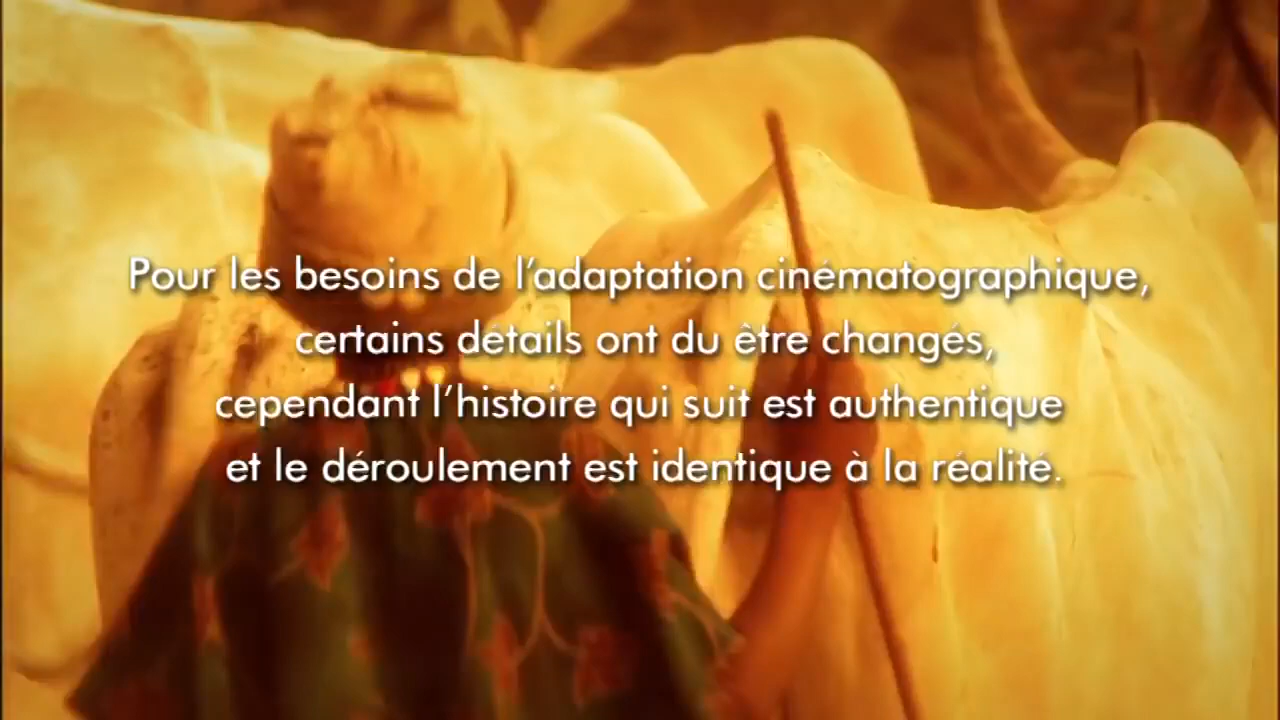 Pour les besoins de l'adaptation cinématographique,
certains détails ont du être changés,
cependant l'histoire qui suit est authentique
et le déroulement est identique à la réalité.